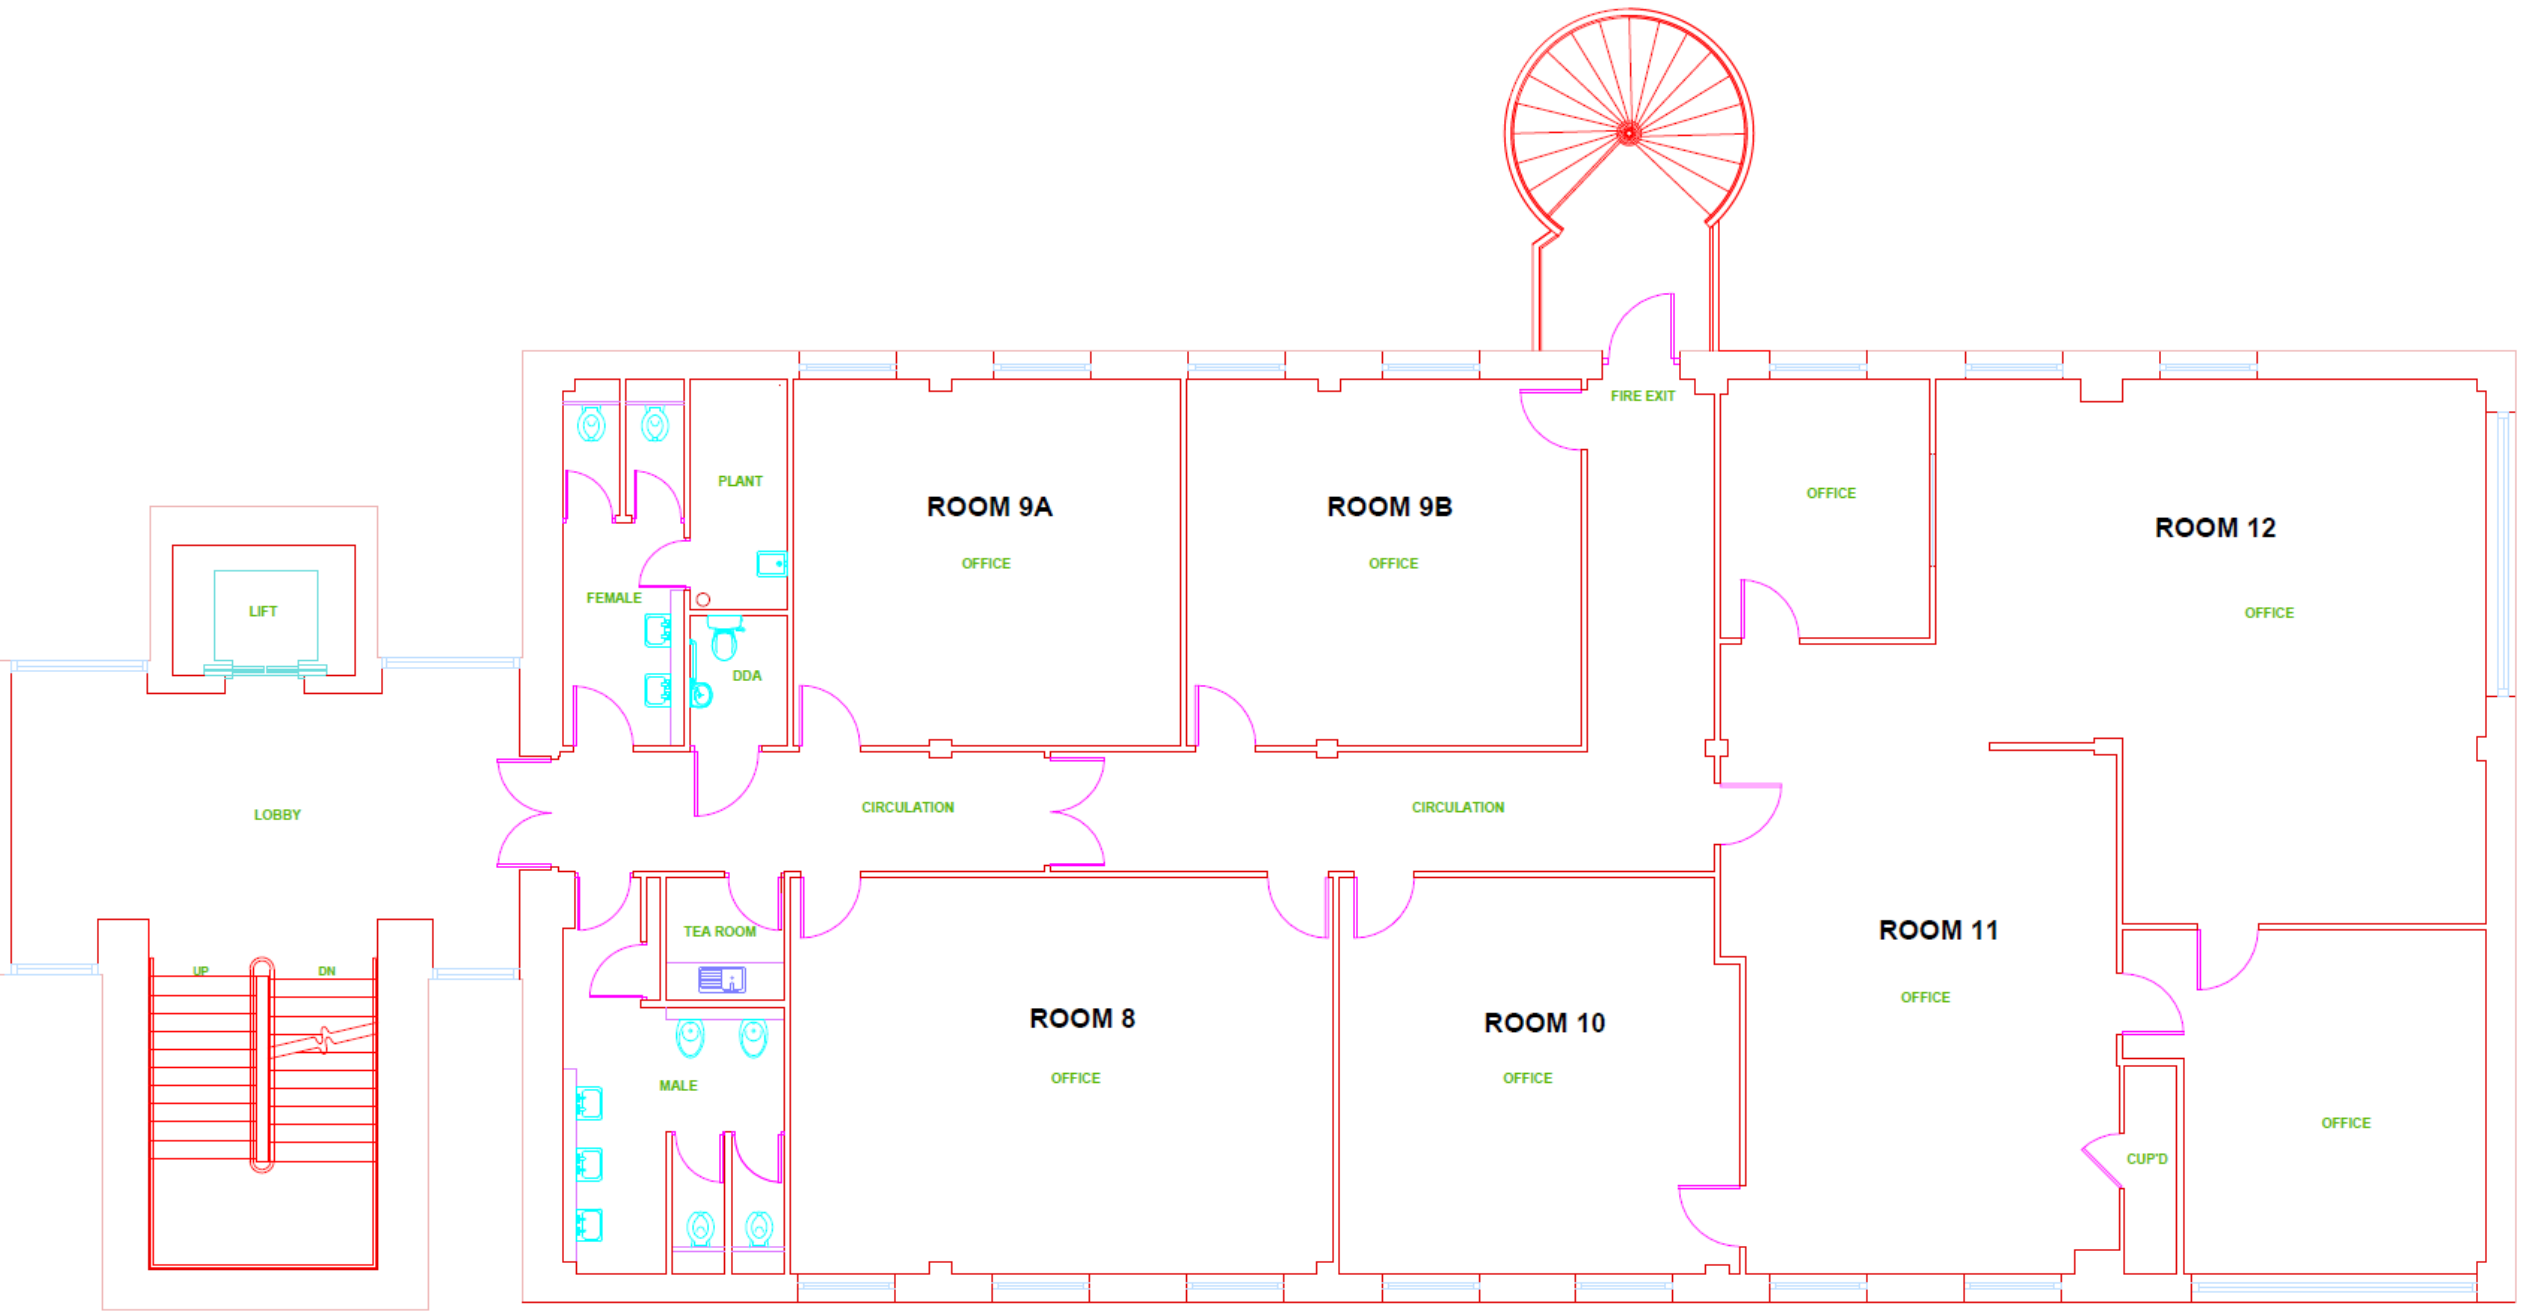 FIRE EXIT
PLANT
OFFICE
ROOM 9A
ROOM 9B
ROOM 12
OFFICE
OFFICE
FEMALE
LIFT
OFFICE
DDA
LOBBY
CIRCULATION
CIRCULATION
TEA ROOM
ROOM 11
UP
DN
OFFICE
ROOM 8
ROOM 10
MALE
OFFICE
OFFICE
OFFICE
CUP'D